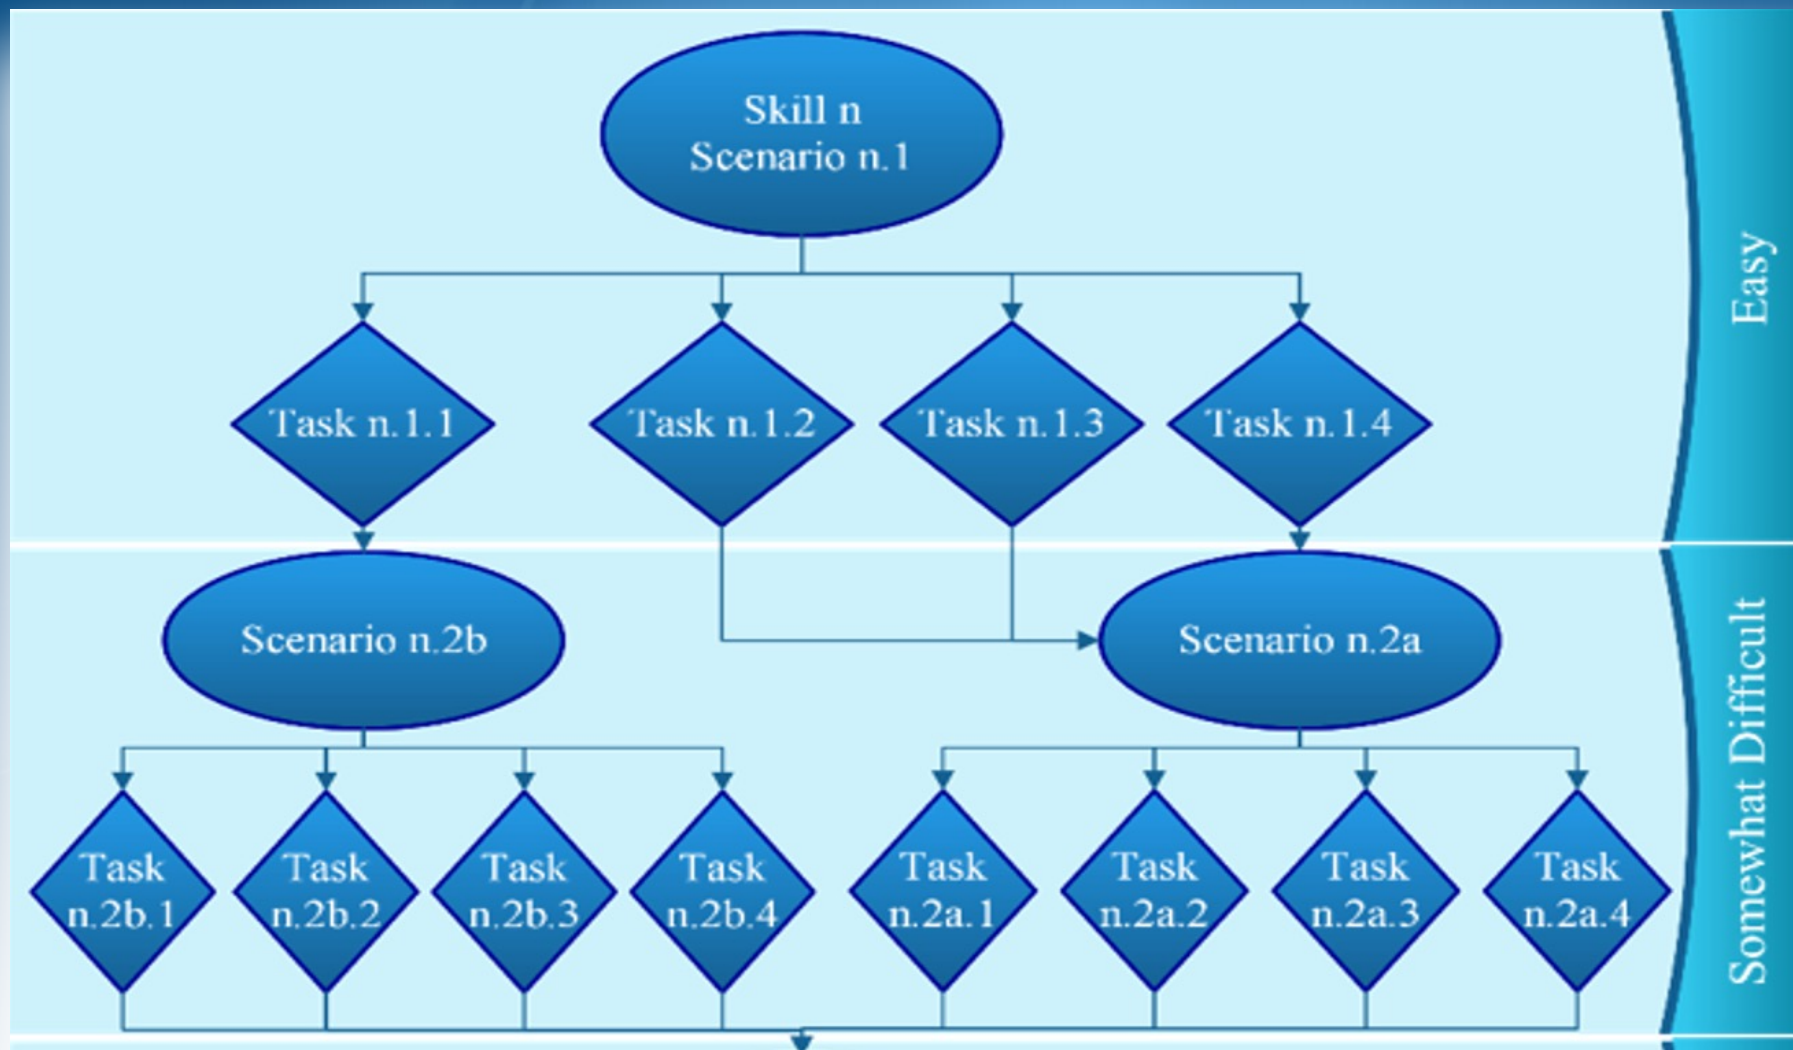 Skill n
Scenario n.1
Easy
Task n.1.1
Task n.1.2
Task n.1.3
Task n.1.4
Scenario n.2b
Scenario n.2a
Somewhat Difficult
Task
n.2b.1
Task
n.2b.2
Task
n.2b.3
Task
n.2b.4
Task
n.2a.1
Task
n.2a.2
Task
n.2a.3
Task
n.2a.4